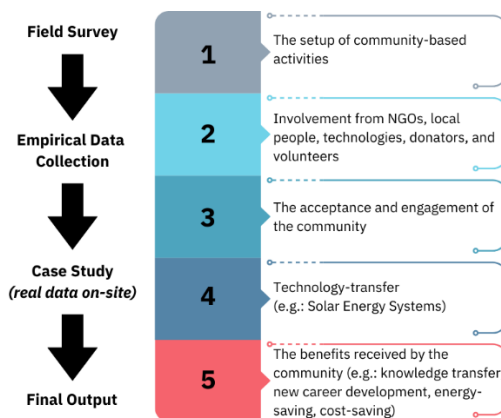 Field Survey
Empirical Data
Collection
Case Study
(real data on-site)
Final Output
1
The setup of community-based
activities
2
Involvement from NGOs, local
people, technologies, donators, and
volunteers
3
The acceptance and engagement of
the community
4
Technology-transfer
(e.g.: Solar Energy Systems)
5
The benefits received by the
community (e.g.: knowledge transfer
new career development, energy-
saving, cost-saving)